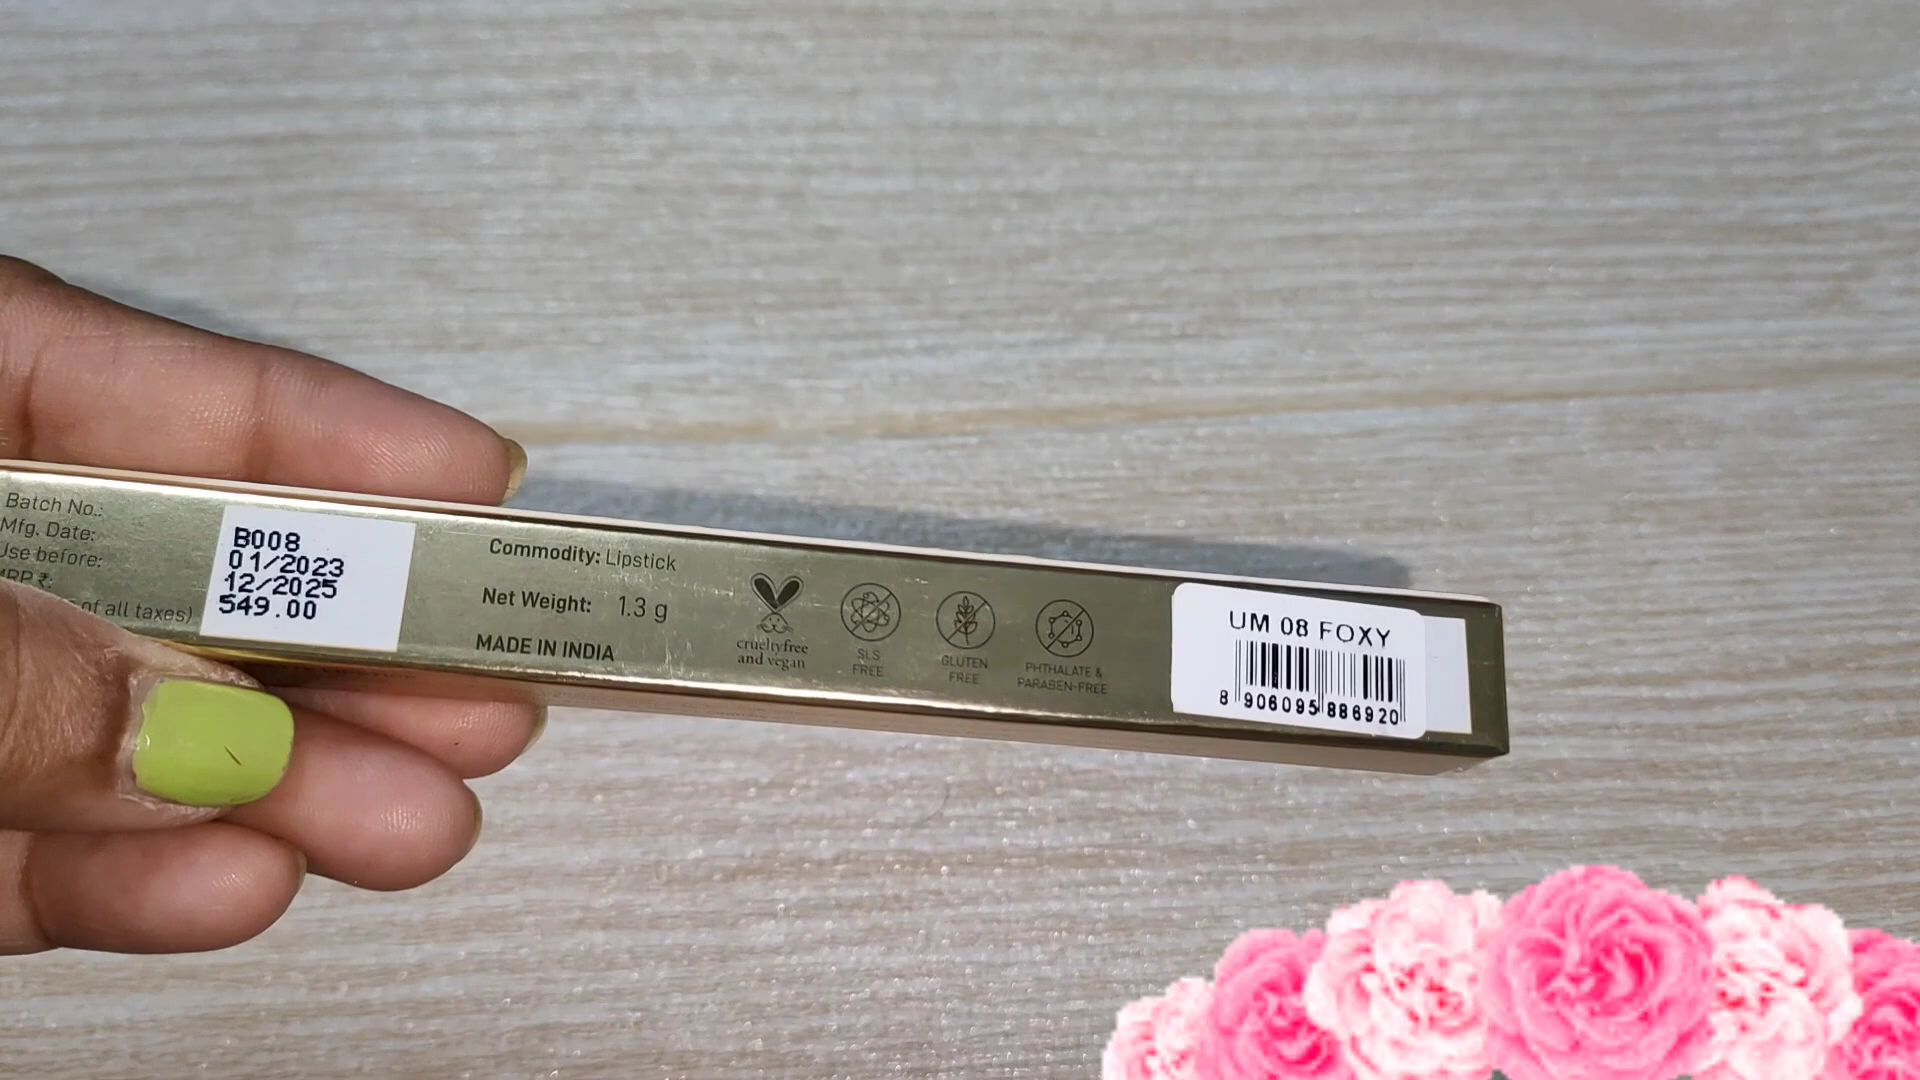 Batch No.:
Mfg. Date:
Use before:
MRP ₹:
of all taxes)
B008
01/2023
12/2025
549.00
Commodity: Lipstick
Net Weight: 1.3 g
MADE IN INDIA
crueltyfree
and vegan
SLS
FREE
GLUTEN
FREE
PHTHALATE &
PARABEN-FREE
UM 08 FOXY
8 906095 886920